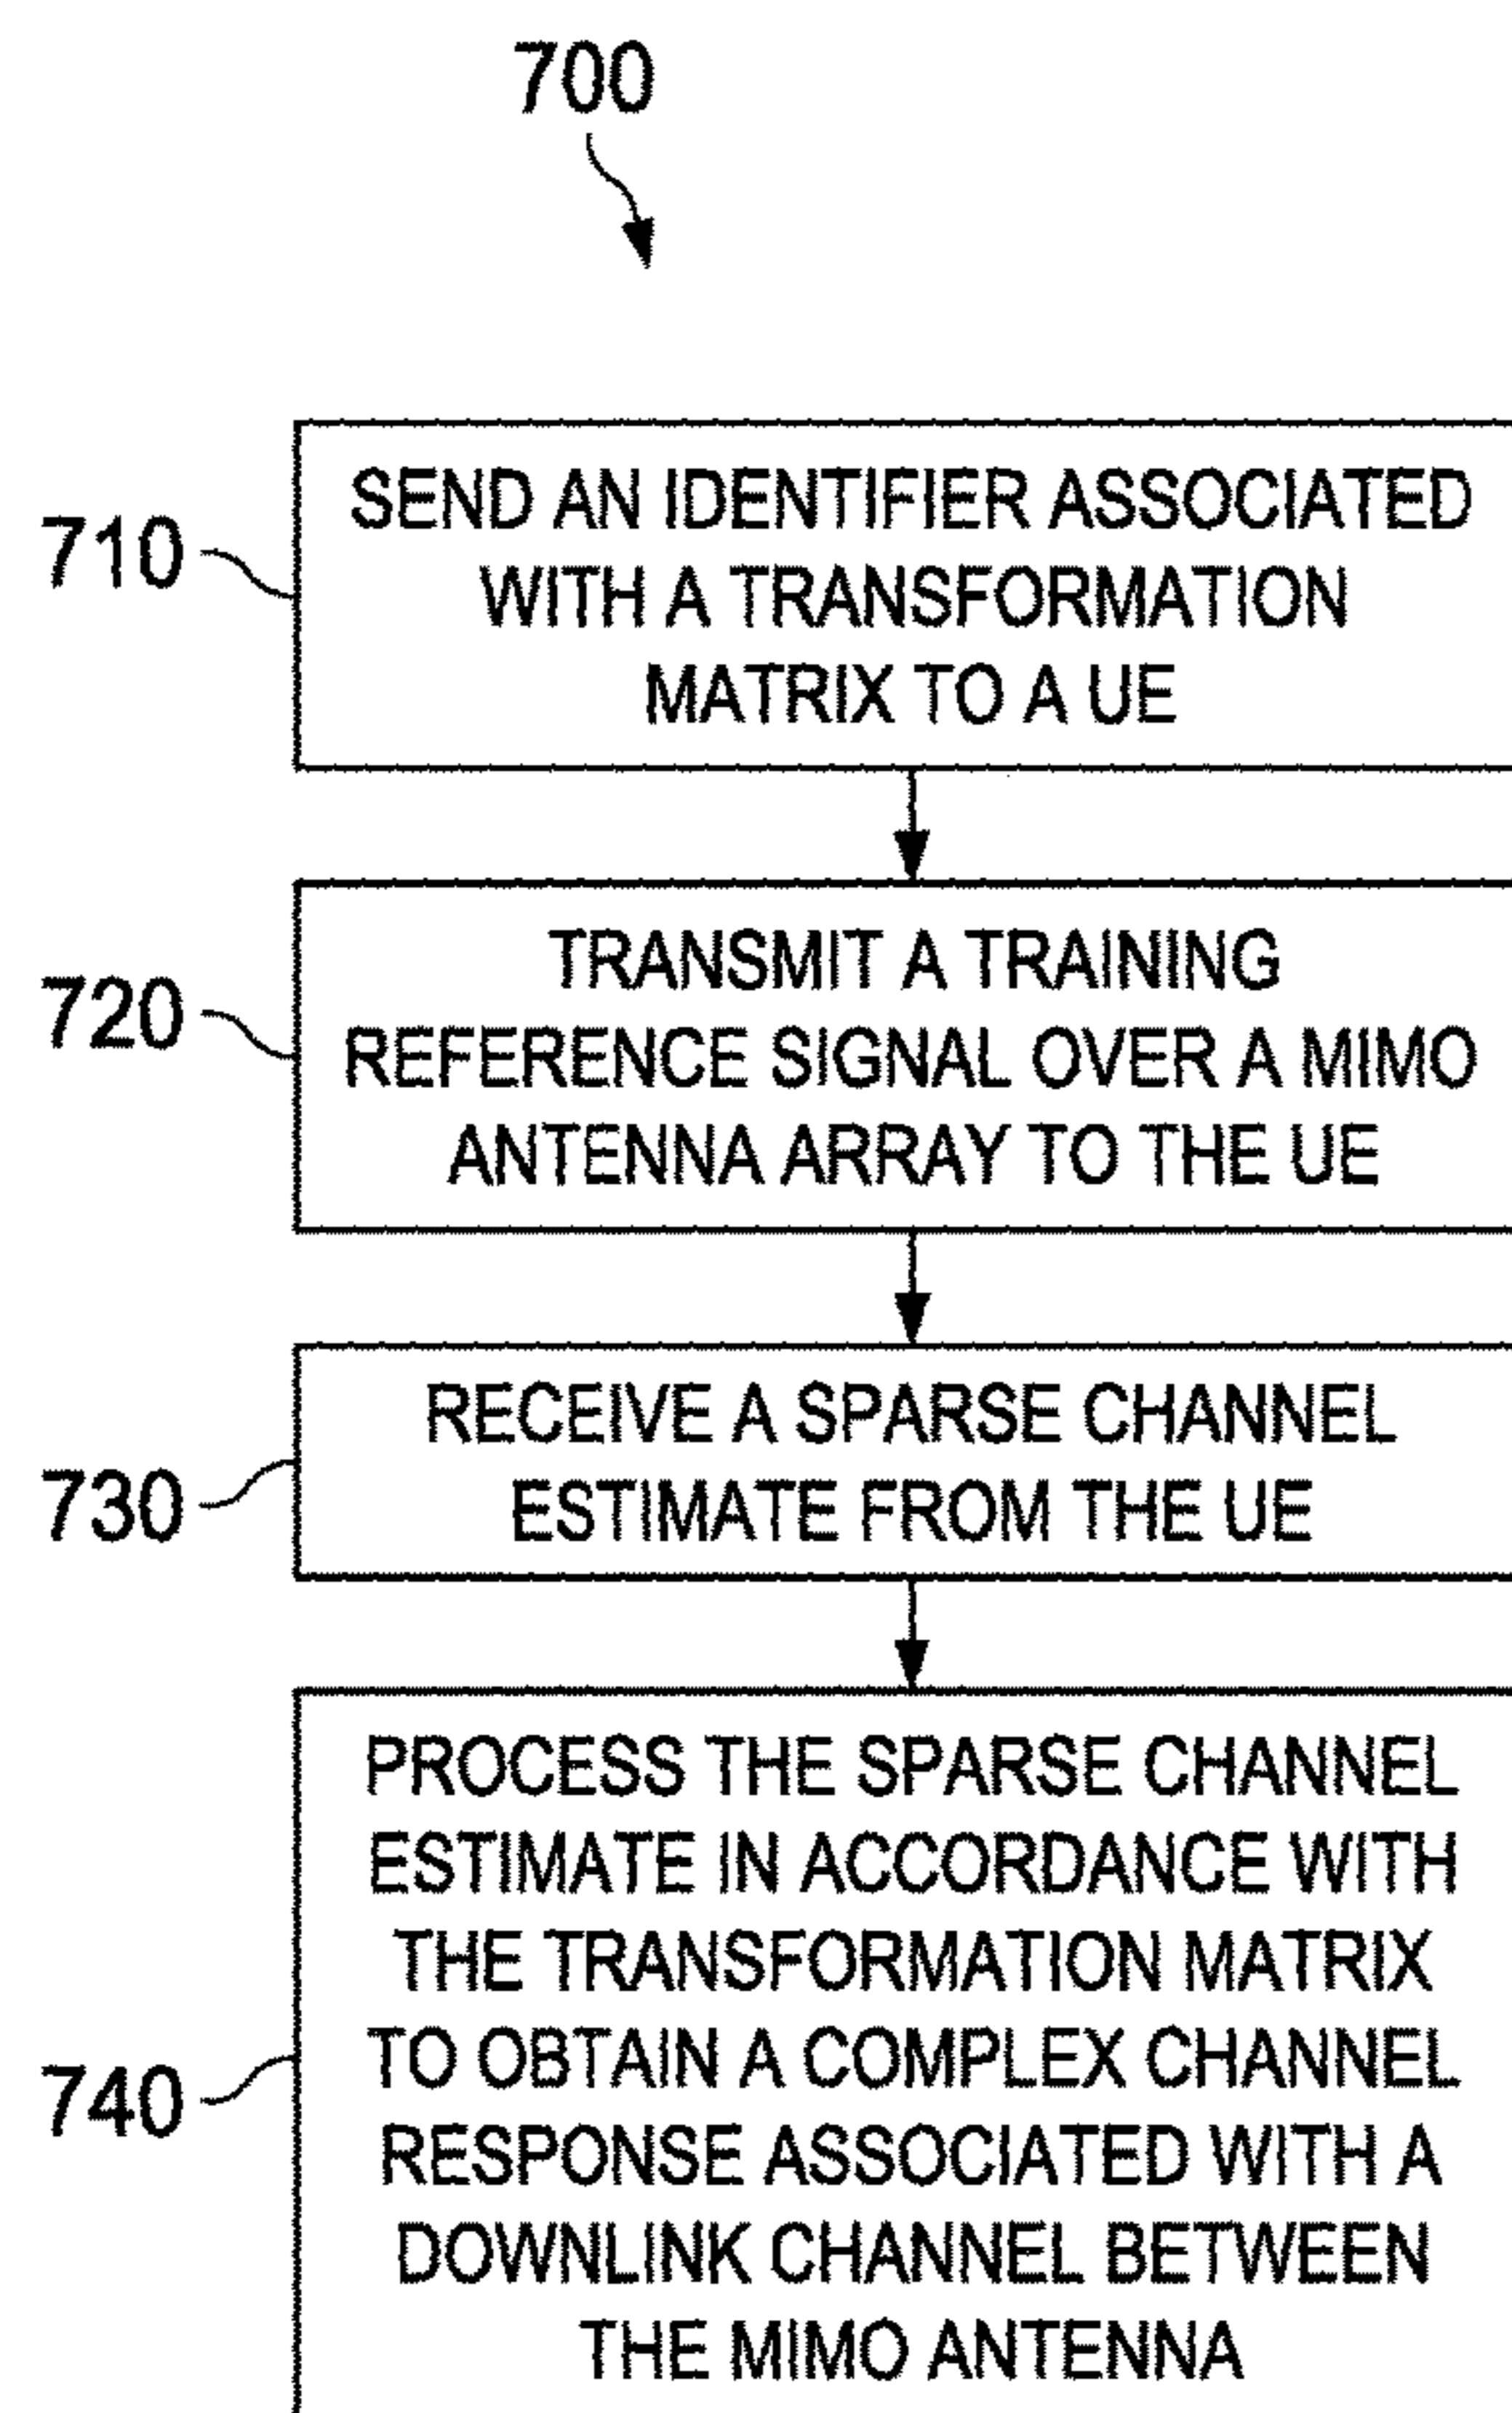 700
710
SEND AN IDENTIFIER ASSOCIATED
WITH A TRANSFORMATION
MATRIX TO A UE
720
TRANSMIT A TRAINING
REFERENCE SIGNAL OVER A MIMO
ANTENNA ARRAY TO THE UE
730
RECEIVE A SPARSE CHANNEL
ESTIMATE FROM THE UE
740
PROCESS THE SPARSE CHANNEL
ESTIMATE IN ACCORDANCE WITH
THE TRANSFORMATION MATRIX
TO OBTAIN A COMPLEX CHANNEL
RESPONSE ASSOCIATED WITH A
DOWNLINK CHANNEL BETWEEN
THE MIMO ANTENNA